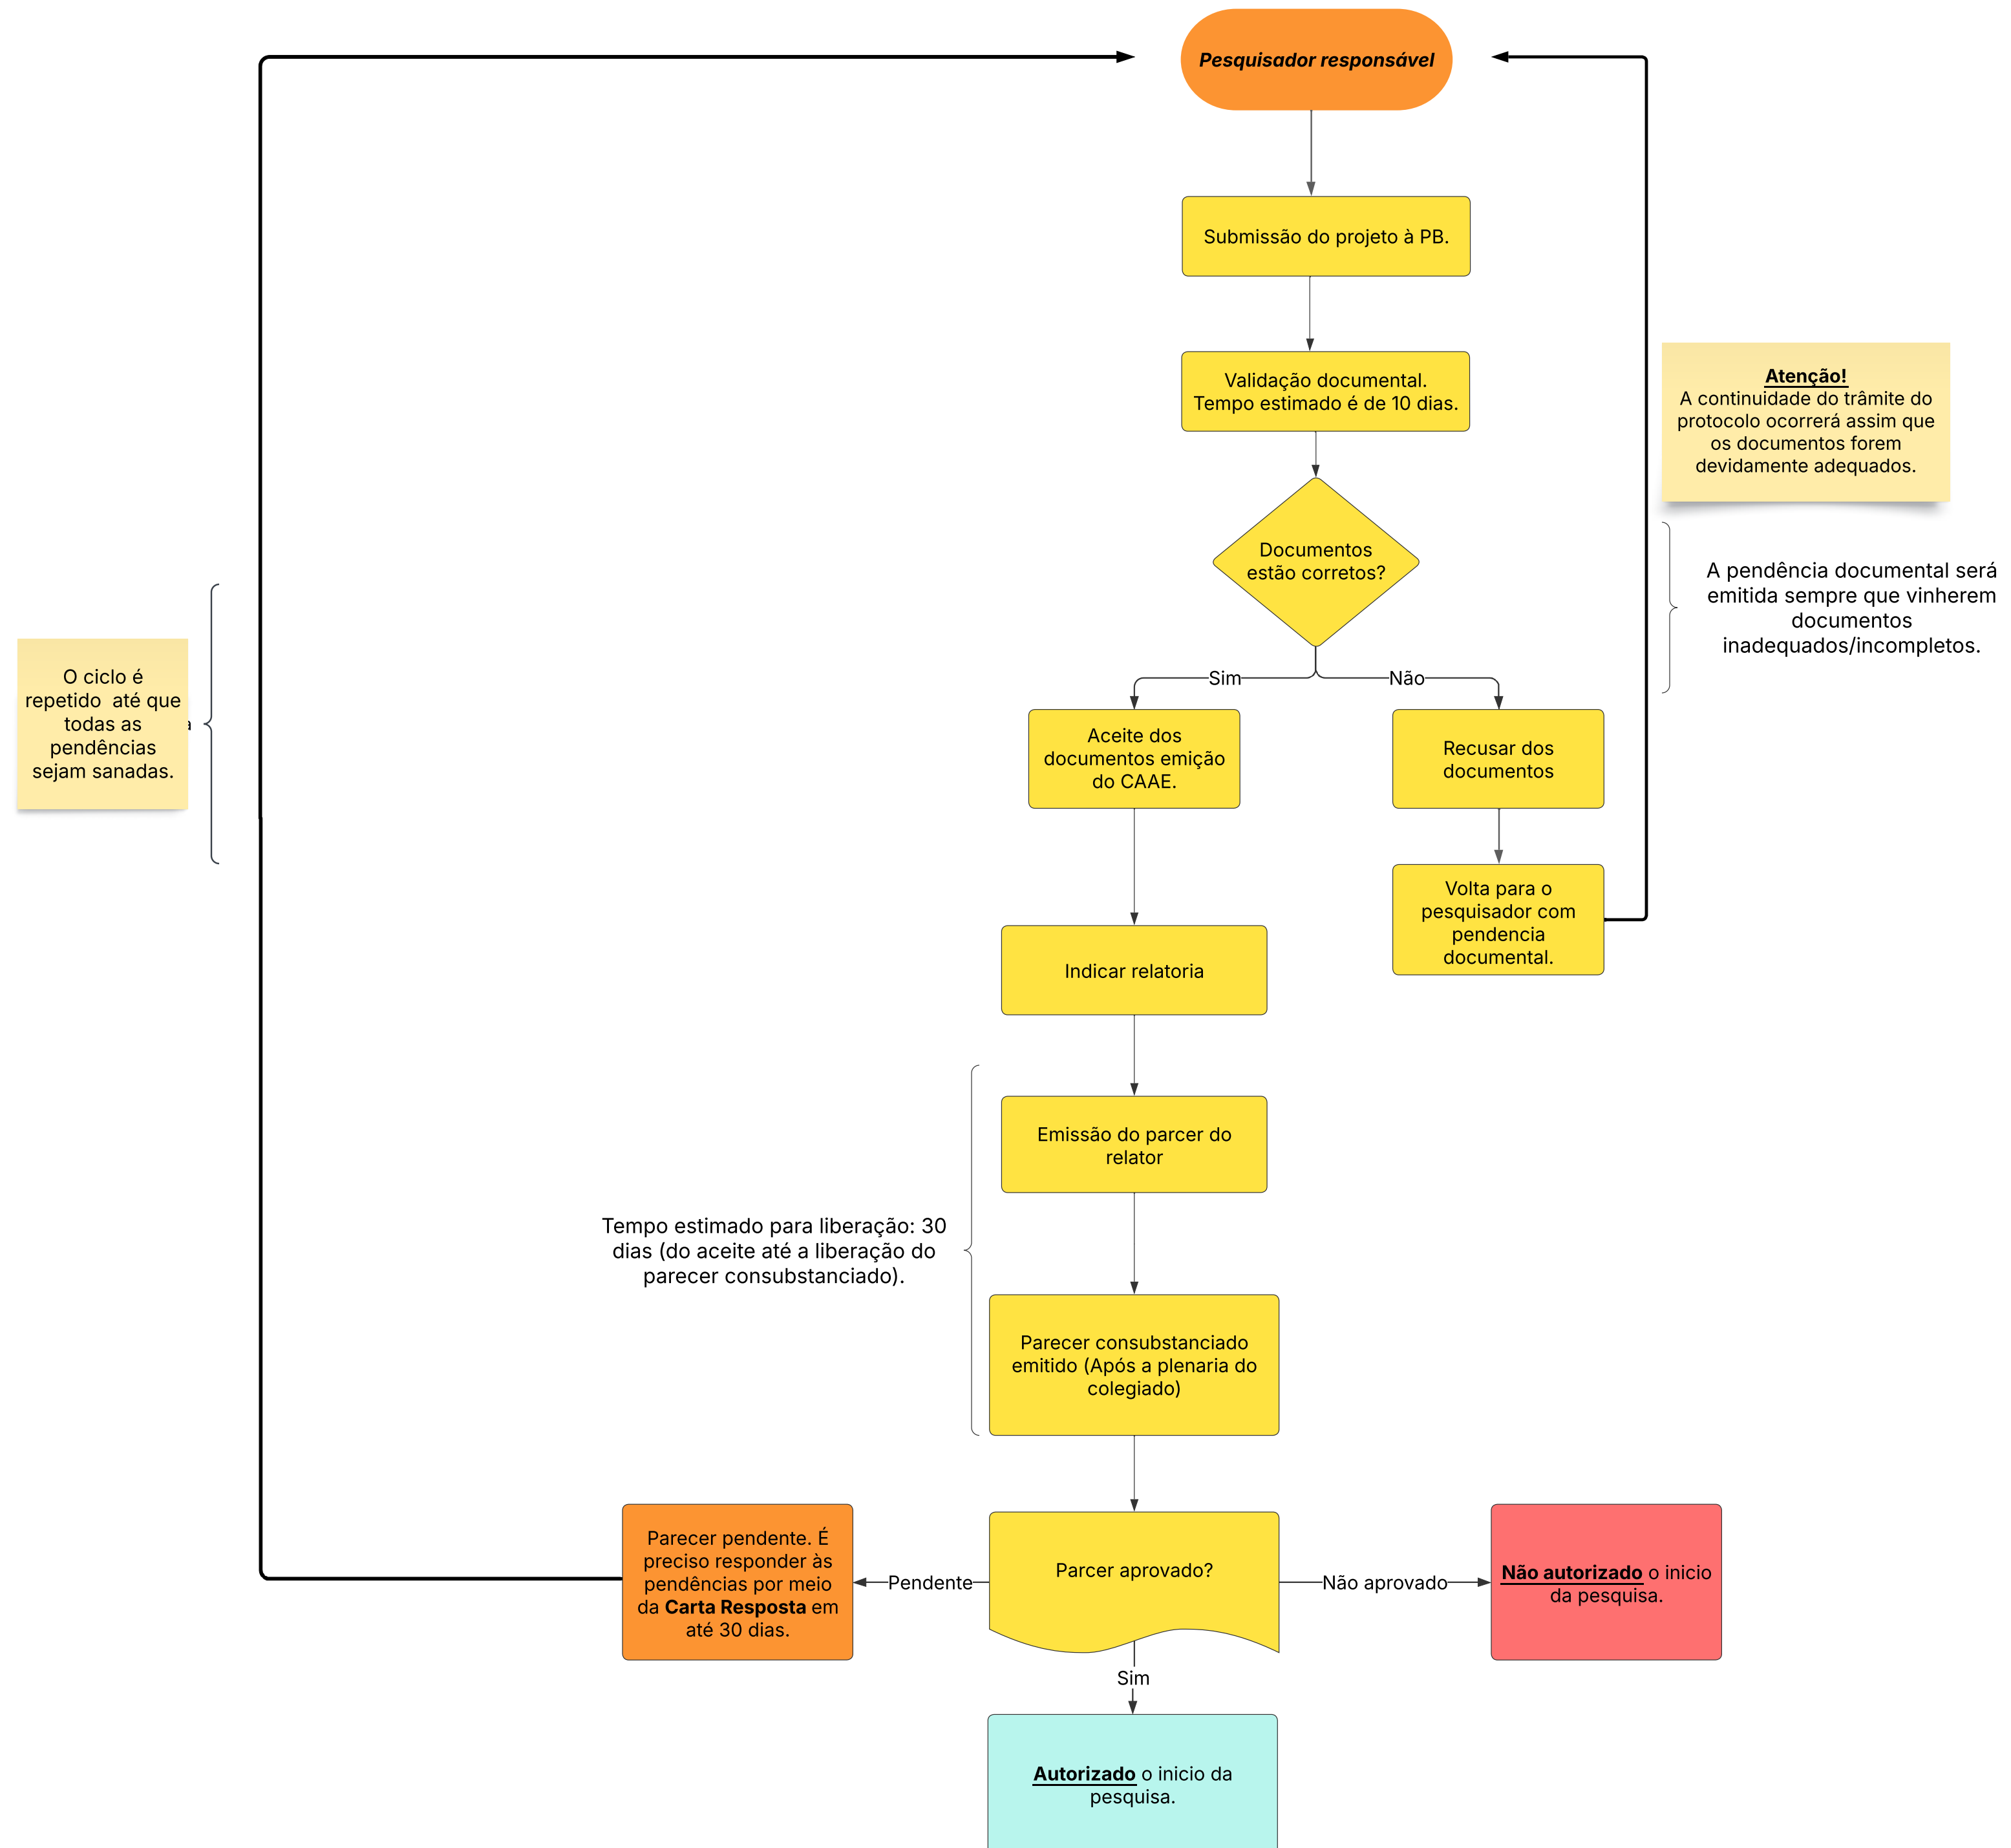 Pesquisador responsável
Submissão do projeto à PB.
Validação documental.
Tempo estimado é de 10 dias.
Atenção!
A continuidade do trâmite do
protocolo ocorrerá assim que
os documentos forem
devidamente adequados.
Documentos
estão corretos?
A pendência documental será
emitida sempre que vinherem
documentos
inadequados/incompletos.
Sim
Não
O ciclo é
repetido  até que
todas as
pendências
sejam sanadas.
Aceite dos
documentos emição
do CAAE.
Recusar dos
documentos
Volta para o
pesquisador com
pendencia
documental.
Indicar relatoria
Emissão do parcer do
relator
Tempo estimado para liberação: 30
dias (do aceite até a liberação do
parecer consubstanciado).
Parecer consubstanciado
emitido (Após a plenaria do
colegiado)
Parecer pendente. É
preciso responder às
pendências por meio
da Carta Resposta em
até 30 dias.
Pendente
Parcer aprovado?
Não aprovado
Não autorizado o inicio
da pesquisa.
Sim
Autorizado o inicio da
pesquisa.